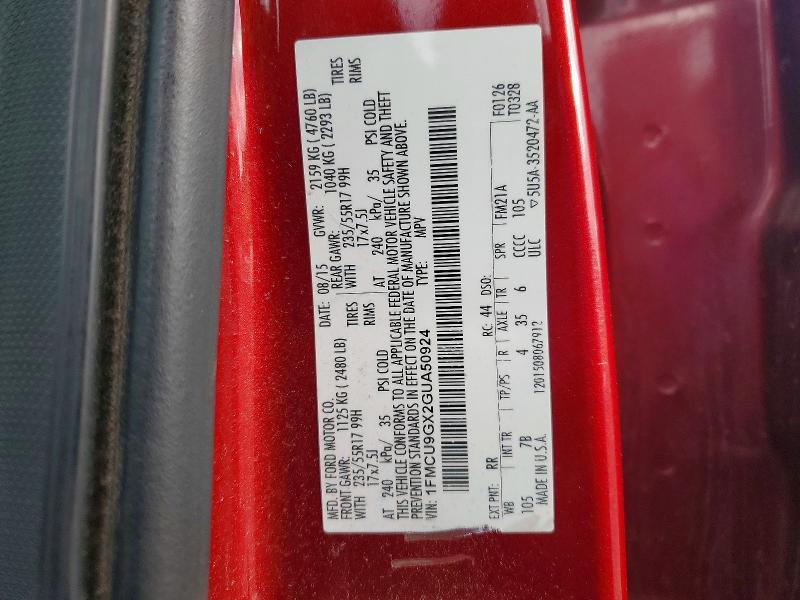 MFD. BY FORD MOTOR CO. DATE: 08/15 GVWR: 2159 KG ( 4760 LB)
FRONT GAWR: 1125 KG ( 2480 LB) REAR GAWR: 1040 KG ( 2293 LB)
WITH 235/55R17 99H TIRES WITH 235/55R17 99H TIRES
17x7.5J RIMS 17x7.5J RIMS
AT 240 kPa/ 35 PSI COLD AT 240 kPa/ 35 PSI COLD
THIS VEHICLE CONFORMS TO ALL APPLICABLE FEDERAL MOTOR VEHICLE SAFETY AND THEFT
PREVENTION STANDARDS IN EFFECT ON THE DATE OF MANUFACTURE SHOWN ABOVE.
VIN: 1FMCU9GX2GUA50924 TYPE: MPV
F0126
T0328
EXT PNT: RR RC: 44 DSO: FM21A
WB INT TR TP/PS R AXLE TR SPR
105 7B 4 35 6 CCCC 105
MADE IN U.S.A. 1201508067912 ULC ▽5U5A-3520472-AA